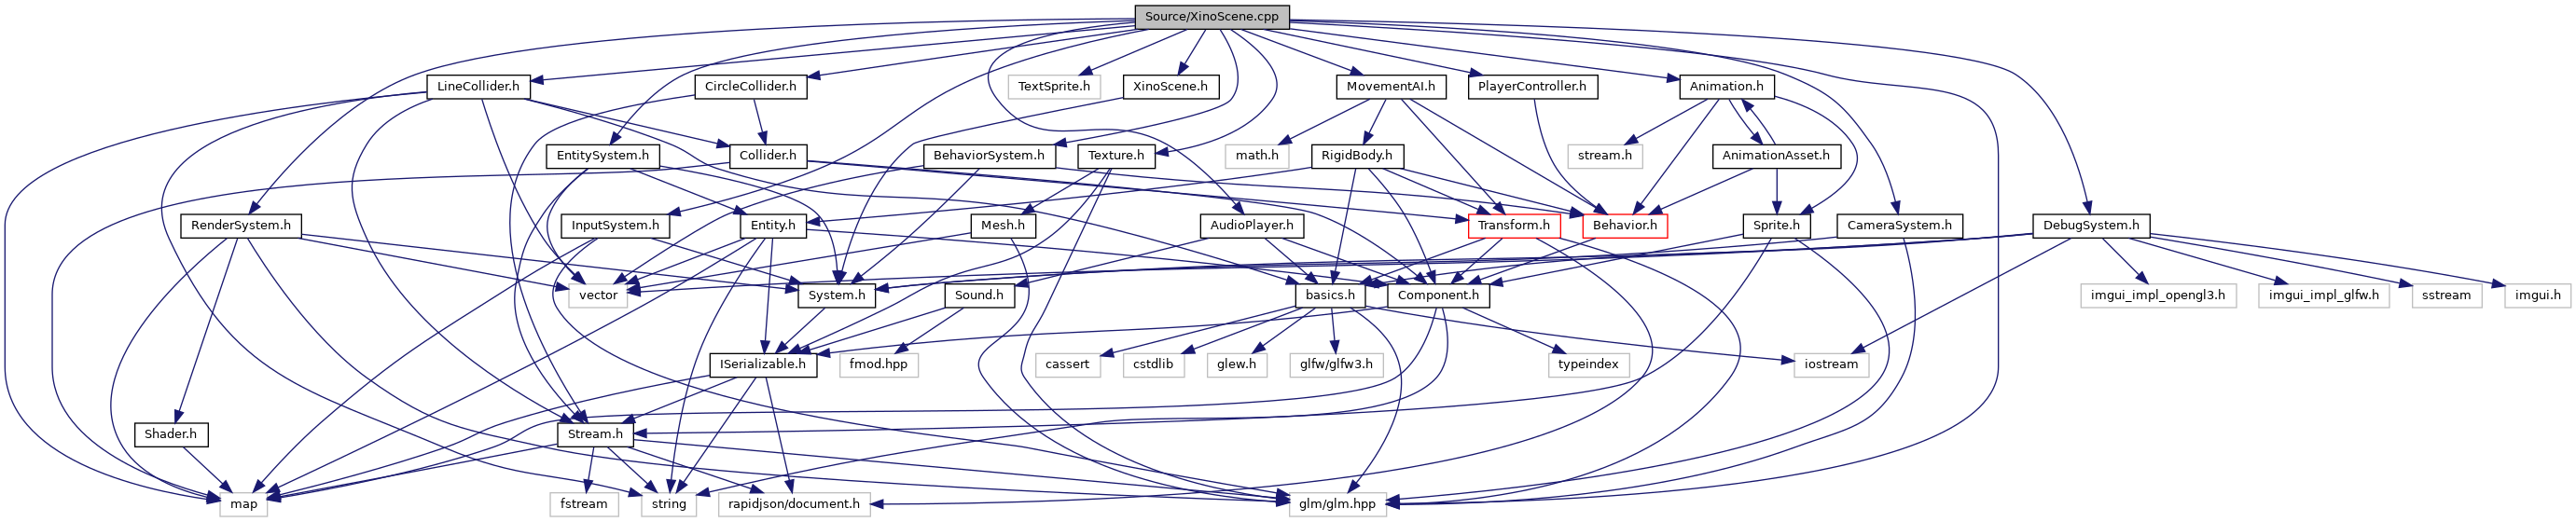 Source/XinoScene.cpp
LineCollider.h
CircleCollider.h
TextSprite.h
XinoScene.h
MovementAI.h
PlayerController.h
Animation.h
EntitySystem.h
Collider.h
BehaviorSystem.h
Texture.h
math.h
RigidBody.h
stream.h
AnimationAsset.h
RenderSystem.h
InputSystem.h
Entity.h
Mesh.h
AudioPlayer.h
Transform.h
Behavior.h
Sprite.h
CameraSystem.h
DebugSystem.h
vector
System.h
Sound.h
basics.h
Component.h
imgui_impl_opengl3.h
imgui_impl_glfw.h
sstream
imgui.h
ISerializable.h
fmod.hpp
cassert
cstdlib
glew.h
glfw/glfw3.h
typeindex
iostream
Shader.h
Stream.h
map
fstream
string
rapidjson/document.h
glm/glm.hpp